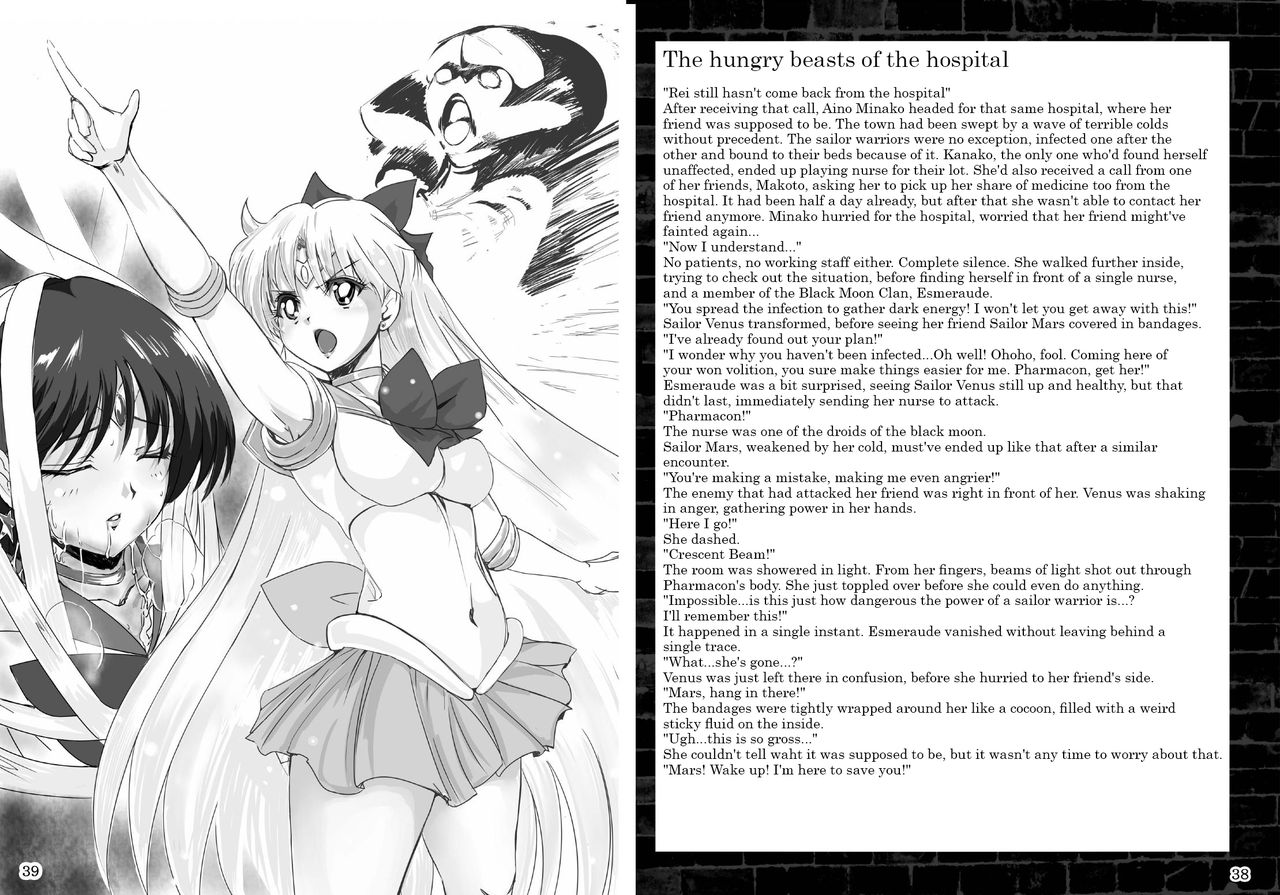 The hungry beasts of the hospital
"Rei still hasn't come back from the hospital"
After receiving that call, Aino Minako headed for that same hospital, where her
friend was supposed to be. The town had been swept by a wave of terrible colds
without precedent. The sailor warriors were no exception, infected one after the
other and bound to their beds because of it. Kanako, the only one who'd found herself
unaffected, ended up playing nurse for their lot. She'd also received a call from one
of her friends, Makoto, asking her to pick up her share of medicine too from the
hospital. It had been half a day already, but after that she wasn't able to contact her
friend anymore. Minako hurried for the hospital, worried that her friend might've
fainted again...
"Now I understand..."
No patients, no working staff either. Complete silence. She walked further inside,
trying to check out the situation, before finding herself in front of a single nurse,
and a member of the Black Moon Clan, Esmeraude.
"You spread the infection to gather dark energy! I won't let you get away with this!"
Sailor Venus transformed, before seeing her friend Sailor Mars covered in bandages.
"I've already found out your plan!"
"I wonder why you haven't been infected...Oh well! Ohoho, fool. Coming here of
your won volition, you sure make things easier for me. Pharmacon, get her!"
Esmeraude was a bit surprised, seeing Sailor Venus still up and healthy, but that
didn't last, immediately sending her nurse to attack.
"Pharmacon!"
The nurse was one of the droids of the black moon.
Sailor Mars, weakened by her cold, must've ended up like that after a similar
encounter.
"You're making a mistake, making me even angrier!"
The enemy that had attacked her friend was right in front of her. Venus was shaking
in anger, gathering power in her hands.
"Here I go!"
She dashed.
"Crescent Beam!"
The room was showered in light. From her fingers, beams of light shot out through
Pharmacon's body. She just toppled over before she could even do anything.
"Impossible...is this just how dangerous the power of a sailor warrior is...?
I'll remember this!"
It happened in a single instant. Esmeraude vanished without leaving behind a
single trace.
"What...she's gone...?"
Venus was just left there in confusion, before she hurried to her friend's side.
"Mars, hang in there!"
The bandages were tightly wrapped around her like a cocoon, filled with a weird
sticky fluid on the inside.
"Ugh...this is so gross..."
She couldn't tell waht it was supposed to be, but it wasn't any time to worry about that.
"Mars! Wake up! I'm here to save you!"
38
39